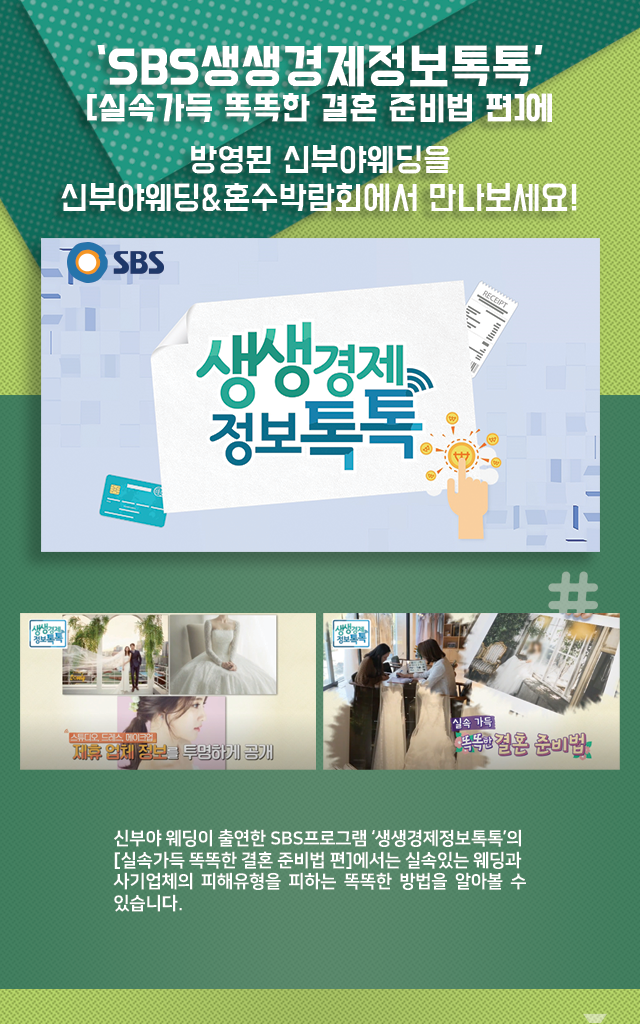 'SBS생생경제정보톡톡'
[실속가득 똑똑한 결혼 준비법 편]에
방영된 신부야웨딩을
신부야웨딩&혼수박람회에서 만나보세요!
SBS
RECEIPT
생생경제
정보톡톡
#
생생경제
정보톡톡
스튜디오, 드레스, 메이크업
제휴 업체 정보를 투명하게 공개
생생경제
정보톡톡
실속 가득
똑똑한 결혼 준비법
신부야 웨딩이 출연한 SBS프로그램 '생생경제정보톡톡'의
[실속가득 똑똑한 결혼 준비법 편]에서는 실속있는 웨딩과
사기업체의 피해유형을 피하는 똑똑한 방법을 알아볼 수
있습니다.